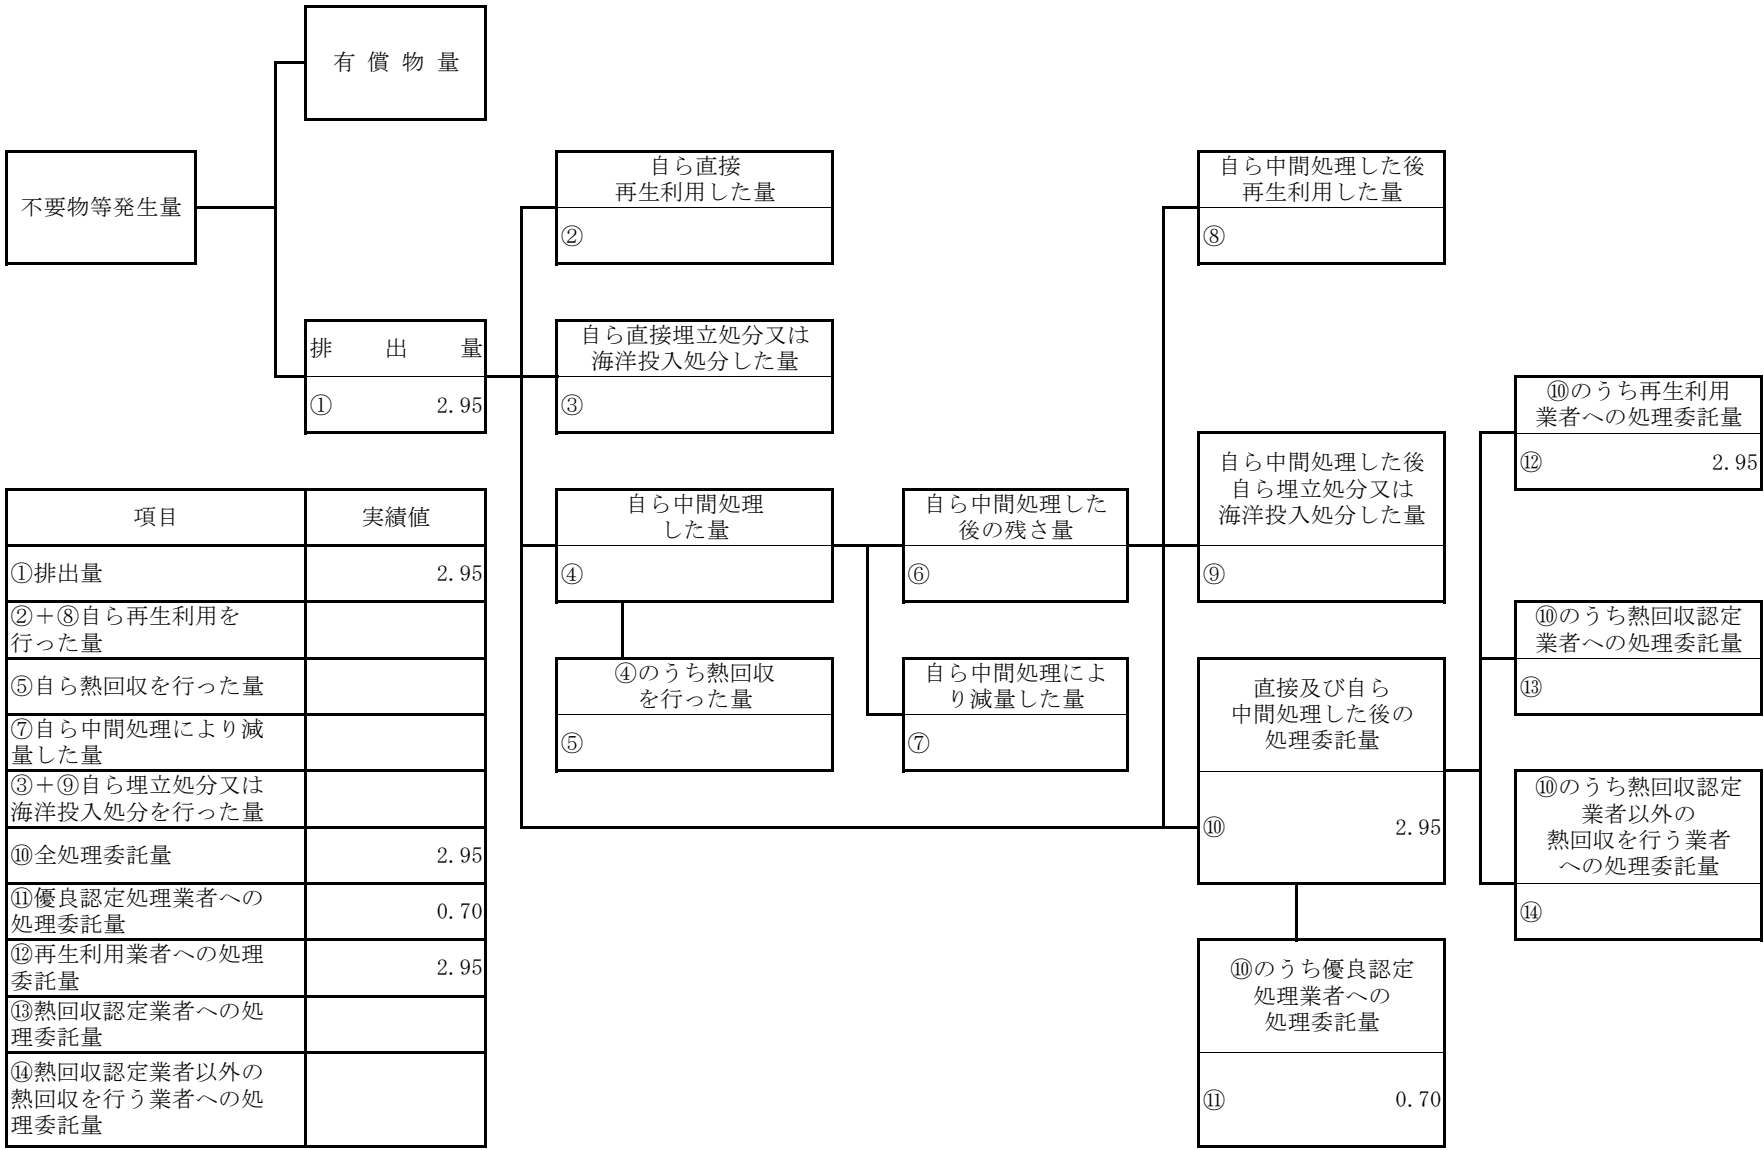 有償物量
不要物等発生量
自ら直接
再生利用した量
②
自ら中間処理した後
再生利用した量
⑧
排出量
① 2.95
自ら直接埋立処分又は
海洋投入処分した量
③
⑩のうち再生利用
業者への処理委託量
⑫ 2.95
自ら中間処理
した量
④
自ら中間処理した
後の残さ量
⑥
自ら中間処理した後
自ら埋立処分又は
海洋投入処分した量
⑨
⑩のうち熱回収認定
業者への処理委託量
⑬
④のうち熱回収
を行った量
⑤
自ら中間処理によ
り減量した量
⑦
直接及び自ら
中間処理した後の
処理委託量
⑩ 2.95
⑩のうち熱回収認定
業者以外の
熱回収を行う業者
への処理委託量
⑭
⑩のうち優良認定
処理業者への
処理委託量
⑪ 0.70
項目 実績値
①排出量 2.95
②＋⑧自ら再生利用を
行った量
⑤自ら熱回収を行った量
⑦自ら中間処理により減
量した量
③＋⑨自ら埋立処分又は
海洋投入処分を行った量
⑩全処理委託量 2.95
⑪優良認定処理業者への
処理委託量 0.70
⑫再生利用業者への処理
委託量 2.95
⑬熱回収認定業者への処
理委託量
⑭熱回収認定業者以外の
熱回収を行う業者への処
理委託量